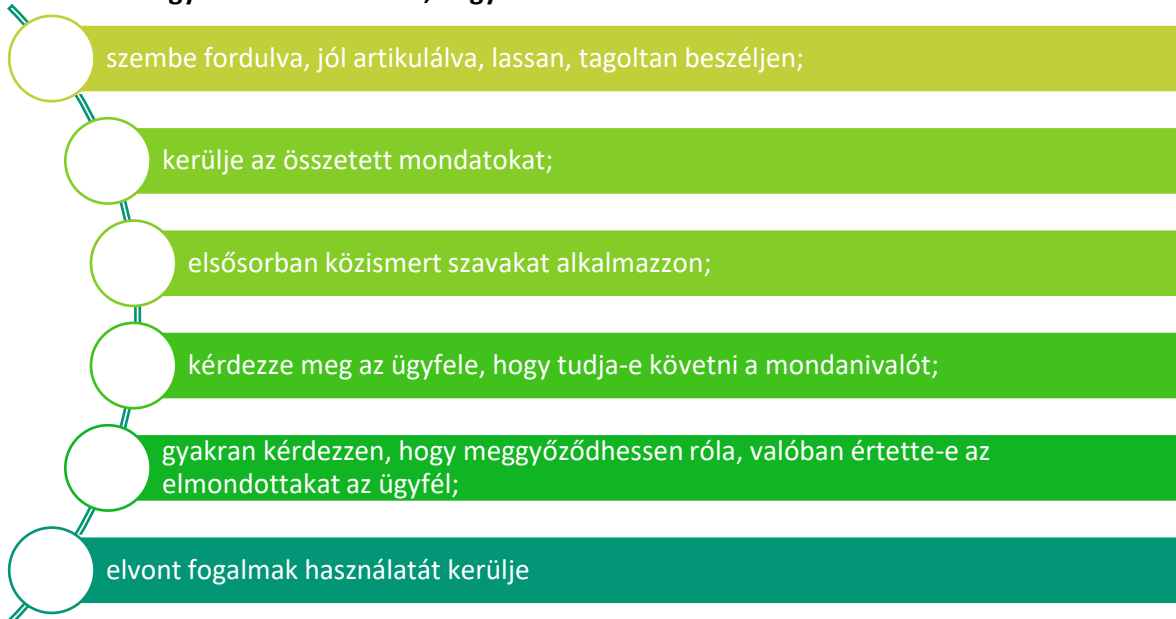 szembe fordulva, jól artikulálva, lassan, tagoltan beszéljen;
kerülje az összetett mondatokat;
elsősorban közismert szavakat alkalmazzon;
kérdezze meg az ügyfele, hogy tudja-e követni a mondanivalót;
gyakran kérdezzen, hogy meggyőződhessen róla, valóban értette-e az
elmondottakat az ügyfél;
elvont fogalmak használatát kerülje